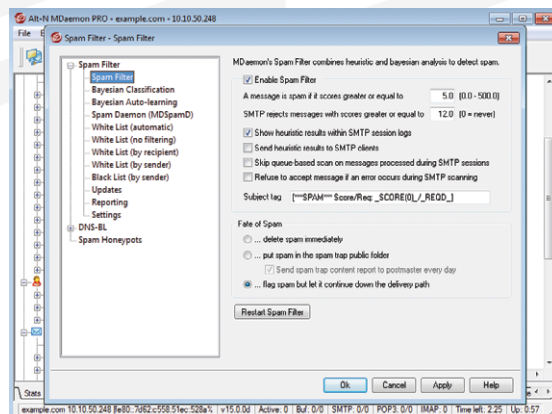 Alt-N MDaemon PRO - example.com - 10.10.50.248
File
Spam Filter - Spam Filter
Spam Filter
Spam Filter
Bayesian Classification
Bayesian Auto-learning
Spam Daemon (MDSpamD)
White List (automatic)
White List (no filtering)
White List (by recipient)
White List (by sender)
Black List (by sender)
Updates
Reporting
Settings
DNS-BL
Spam Honeypots
MDaemon's Spam Filter combines heuristic and bayesian analysis to detect spam.
Enable Spam Filter
A message is spam if it scores greater or equal to 5.0 (0.0 - 500.0)
SMTP rejects messages with scores greater or equal to 12.0 (0 = never)
Show heuristic results within SMTP session logs
Send heuristic results to SMTP clients
Skip queue-based scan on messages processed during SMTP sessions
Refuse to accept message if an error occurs during SMTP scanning
Subject tag [***SPAM*** Score/Req: _SCORE(0)_/_REQD_]
Fate of Spam
... delete spam immediately
... put spam in the spam trap public folder
Send spam trap content report to postmaster every day
... flag spam but let it continue down the delivery path
Restart Spam Filter
Ok Cancel Apply Help
Stats
example.com 10.10.50.248 v15.0.0d Active: 0 Buf: 0/0 SMTP: 0/0 POP3: 0/0 IMAP: 0 Time left: 2:25 Up: 0:57